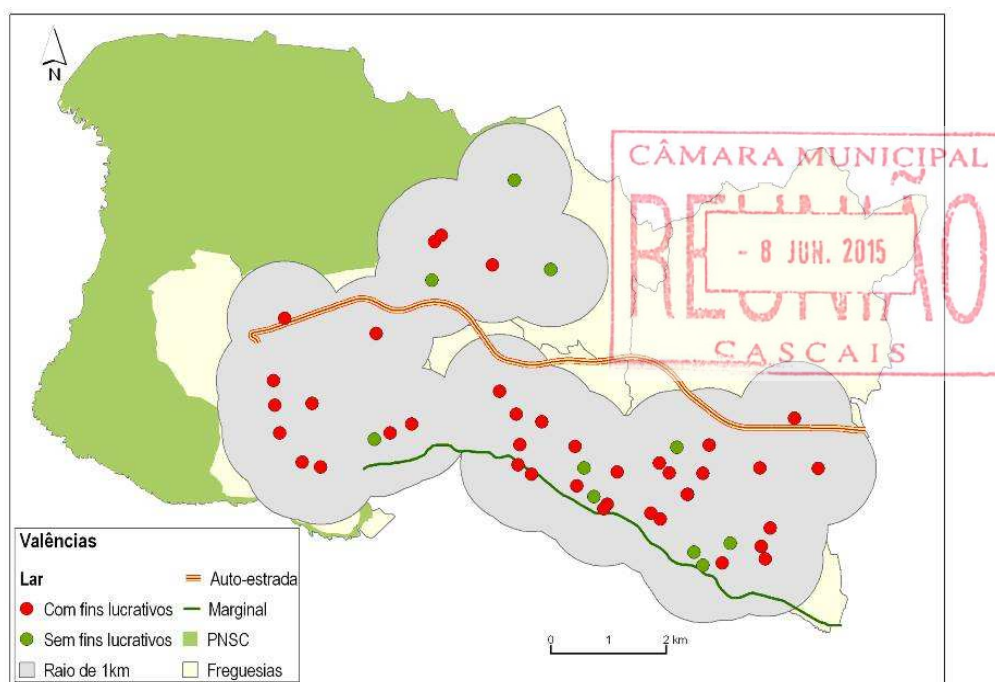 N
CÂMARA MUNICIPAL
REUNIÃO
- 8 JUN. 2015
CASCAIS
Valências
Lar
Com fins lucrativos
Sem fins lucrativos
Raio de 1km
Auto-estrada
Marginal
PNSC
Freguesias
0 1 2 km